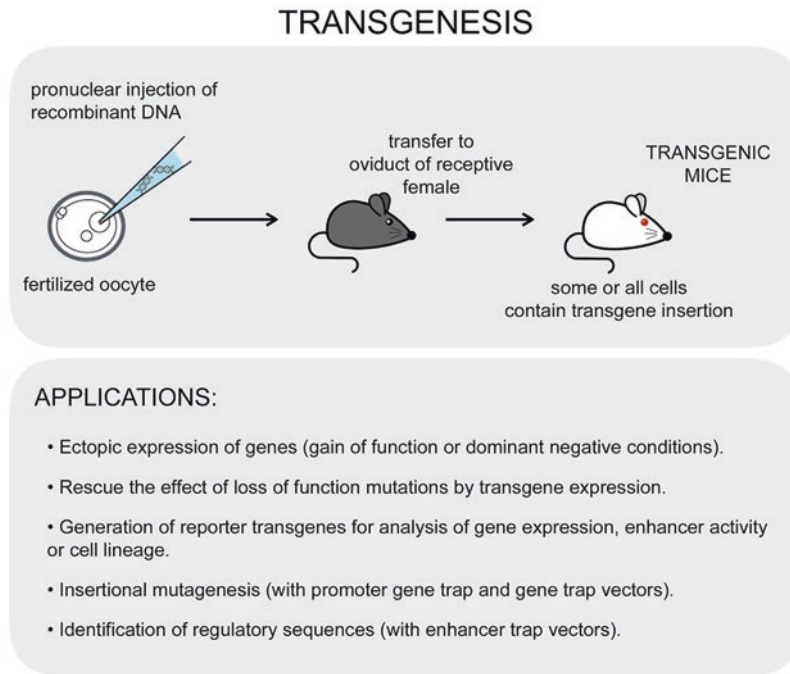 TRANSGENESIS
pronuclear injection of
recombinant DNA
fertilized oocyte
transfer to
oviduct of receptive
female
TRANSGENIC
MICE
some or all cells
contain transgene insertion
APPLICATIONS:
• Ectopic expression of genes (gain of function or dominant negative conditions).
• Rescue the effect of loss of function mutations by transgene expression.
• Generation of reporter transgenes for analysis of gene expression, enhancer activity
or cell lineage.
• Insertional mutagenesis (with promoter gene trap and gene trap vectors).
• Identification of regulatory sequences (with enhancer trap vectors).